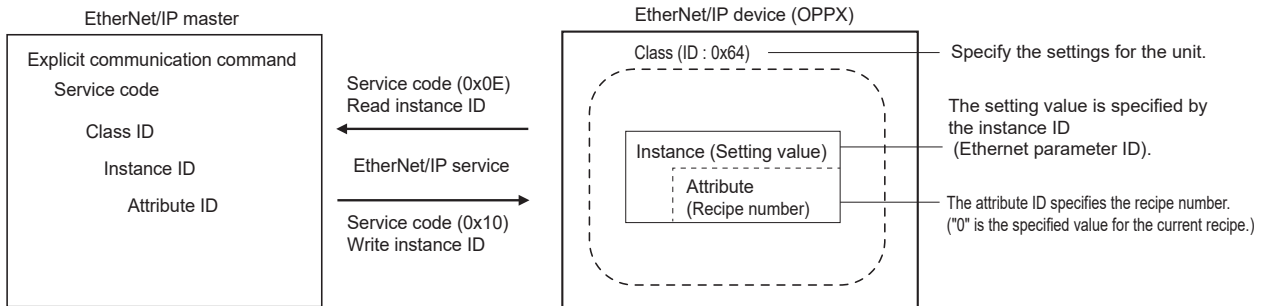 EtherNet/IP master
EtherNet/IP device (OPPX)
Explicit communication command
Service code
Class ID
Instance ID
Attribute ID
Service code (0x0E)
Read instance ID
EtherNet/IP service
Service code (0x10)
Write instance ID
Class (ID : 0x64)
Instance (Setting value)
Attribute
(Recipe number)
Specify the settings for the unit.
The setting value is specified by
the instance ID
(Ethernet parameter ID).
The attribute ID specifies the recipe number.
("0" is the specified value for the current recipe.)